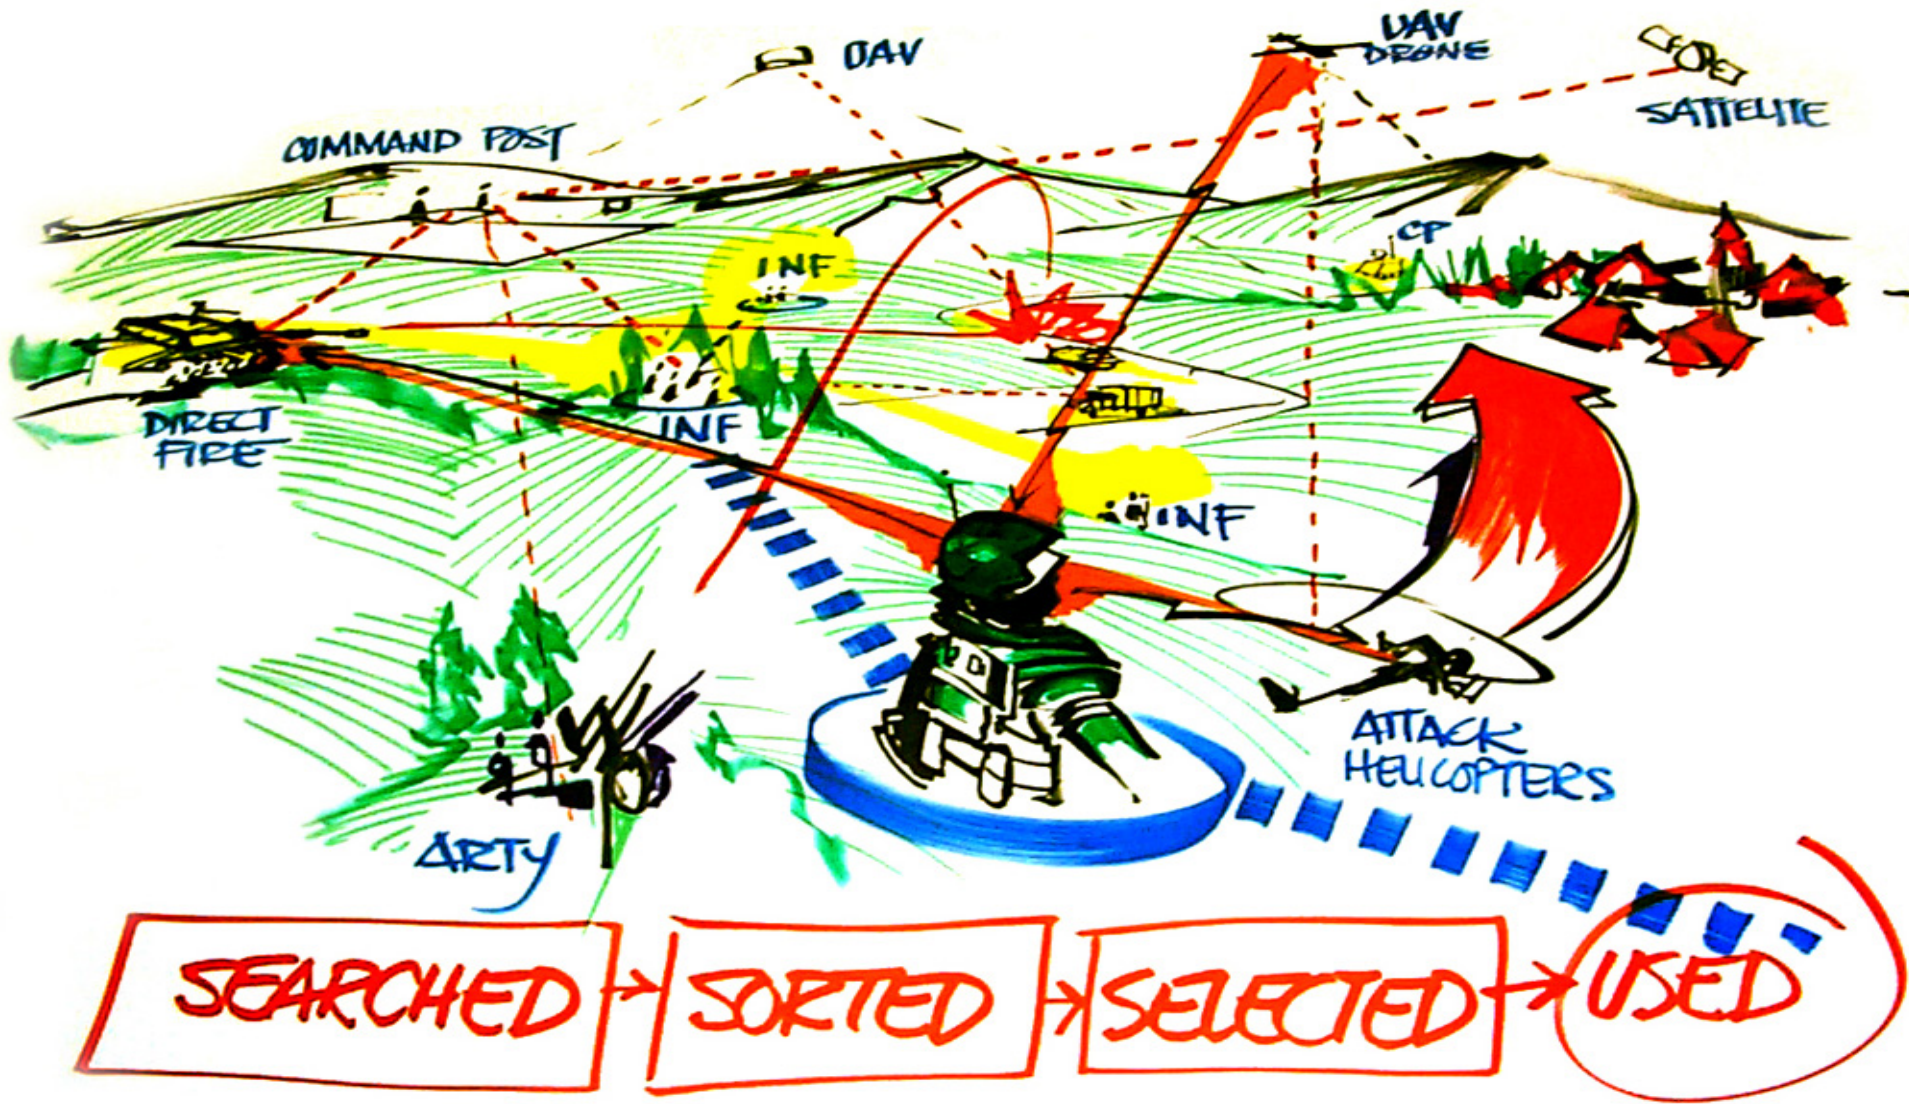 UAV
UAV
DRONE
SATTELITE
COMMAND POST
CP
INF
DIRECT
FIRE
INF
INF
ATTACK
HELICOPTERS
ARTY
SEARCHED
SORTED
SELECTED
USED